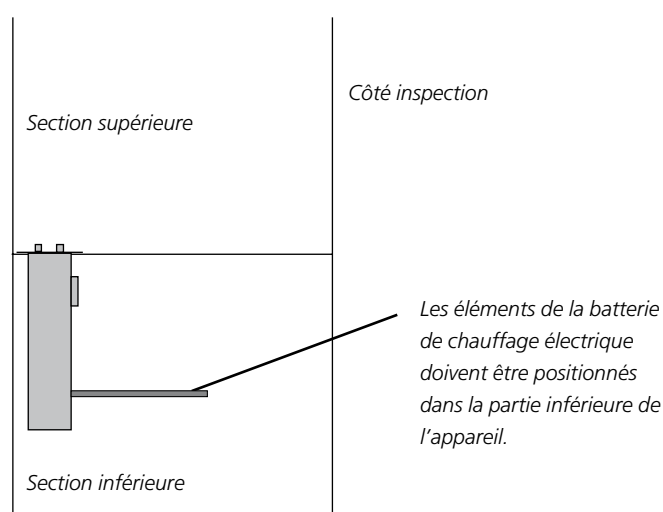 Côté inspection
Section supérieure
Les éléments de la batterie
de chauffage électrique
doivent être positionnés
dans la partie inférieure de
l’appareil.
Section inférieure